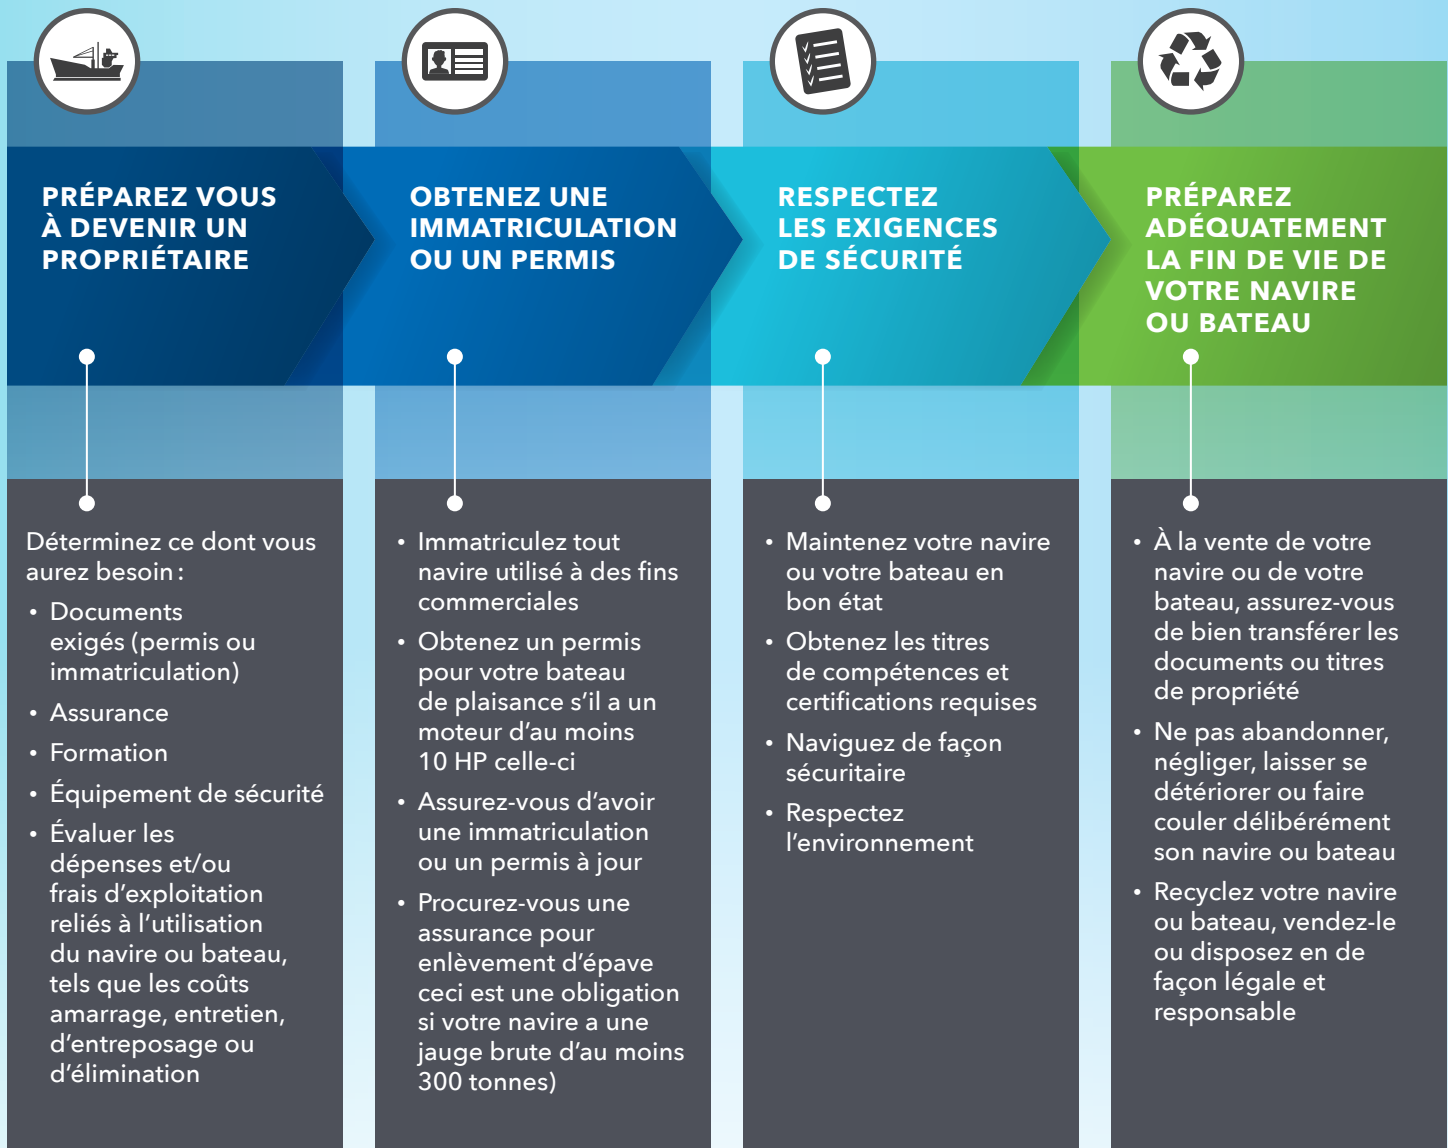 PRÉPAREZ VOUS
À DEVENIR UN
PROPRIÉTAIRE
Déterminez ce dont vous
aurez besoin :
• Documents
exigés (permis ou
immatriculation)
• Assurance
• Formation
• Équipement de sécurité
• Évaluer les
dépenses et/ou
frais d’exploitation
reliés à l’utilisation
du navire ou bateau,
tels que les coûts
amarrage, entretien,
d’entreposage ou
d’élimination
OBTENEZ UNE
IMMATRICULATION
OU UN PERMIS
• Immatriculez tout
navire utilisé à des fins
commerciales
• Obtenez un permis
pour votre bateau
de plaisance s’il a un
moteur d’au moins
10 HP celle-ci
• Assurez-vous d’avoir
une immatriculation
ou un permis à jour
• Procurez-vous une
assurance pour
enlèvement d’épave
ceci est une obligation
si votre navire a une
jauge brute d’au moins
300 tonnes)
RESPECTEZ
LES EXIGENCES
DE SÉCURITÉ
• Maintenez votre navire
ou votre bateau en
bon état
• Obtenez les titres
de compétences et
certifications requises
• Naviguez de façon
sécuritaire
• Respectez
l’environnement
PRÉPAREZ
ADÉQUATEMENT
LA FIN DE VIE DE
VOTRE NAVIRE
OU BATEAU
• À la vente de votre
navire ou de votre
bateau, assurez-vous
de bien transférer les
documents ou titres
de propriété
• Ne pas abandonner,
négliger, laisser se
détériorer ou faire
couler délibérément
son navire ou bateau
• Recyclez votre navire
ou bateau, vendez-le
ou disposez en de
façon légale et
responsable